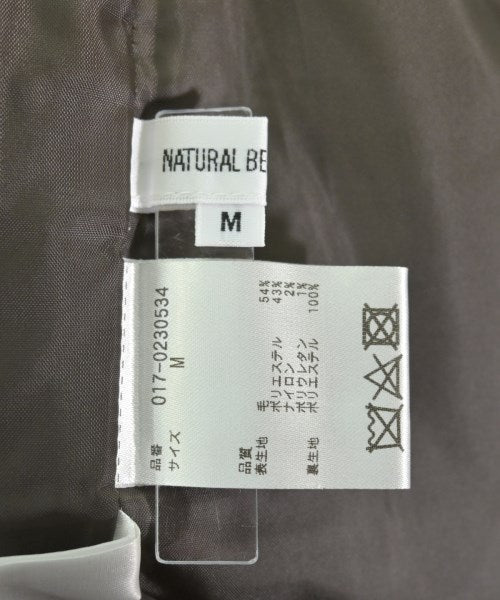 NATURAL BE
M
品番 017-0230534
サイズ M
品質
表生地 毛 54%
ポリエステル 43%
ナイロン 2%
ポリウレタン 1%
裏生地 ポリエステル 100%